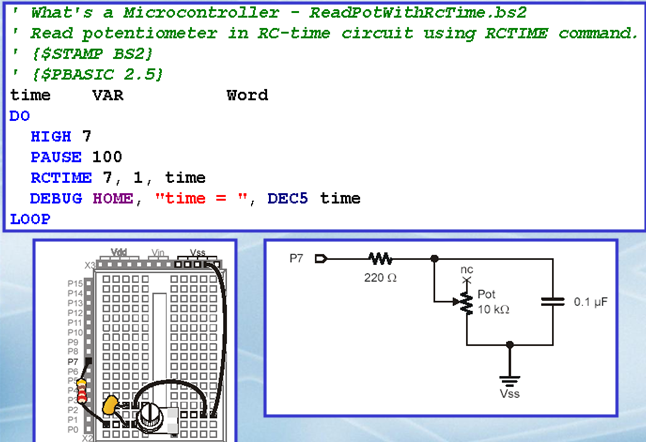 ' What's a Microcontroller - ReadPotWithRcTime.bs2
' Read potentiometer in RC-time circuit using RCTIME command.
' {$STAMP BS2}
' {$PBASIC 2.5}
time VAR Word
DO
HIGH 7
PAUSE 100
RCTIME 7, 1, time
DEBUG HOME, "time = ", DEC5 time
LOOP
Vdd Vin Vss
X3
P15
P14
P13
P12
P11
P10
P9
P8
P7
P6
P2
P1
P0
X2
P7
220 Ω
nc
Pot
10 kΩ
0.1 µF
Vss